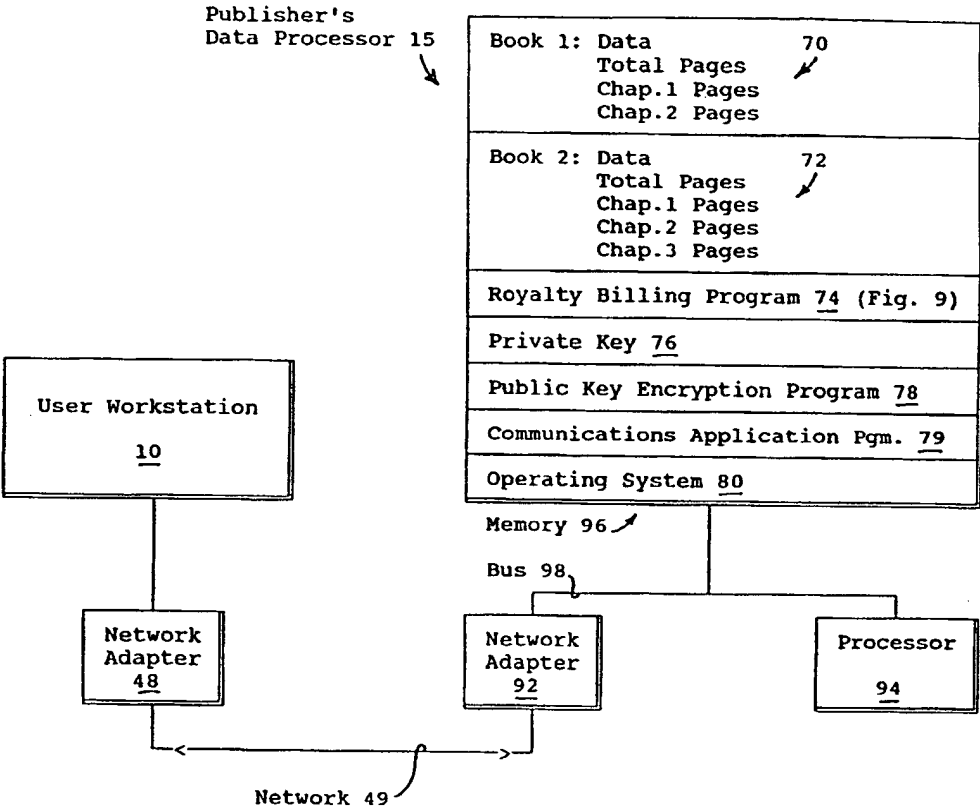 Publisher's
Data Processor 15
Book 1: Data 70
Total Pages
Chap.1 Pages
Chap.2 Pages
Book 2: Data 72
Total Pages
Chap.1 Pages
Chap.2 Pages
Chap.3 Pages
Royalty Billing Program 74 (Fig. 9)
Private Key 76
Public Key Encryption Program 78
Communications Application Pgm. 79
Operating System 80
Memory 96
Bus 98
User Workstation
10
Network
Adapter
48
Network
Adapter
92
Processor
94
Network 49